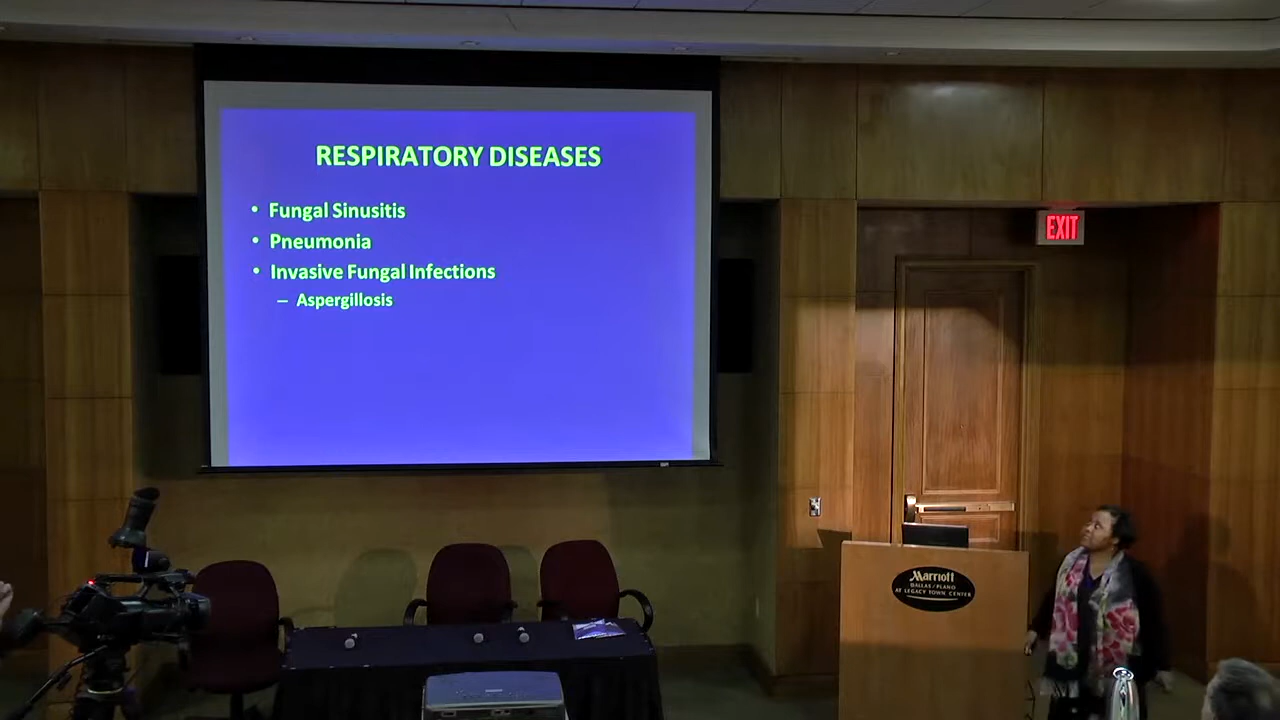 RESPIRATORY DISEASES
• Fungal Sinusitis
• Pneumonia
• Invasive Fungal Infections
– Aspergillosis
EXIT
Marriott
DALLAS / PLANO
AT LEGACY TOWN CENTER